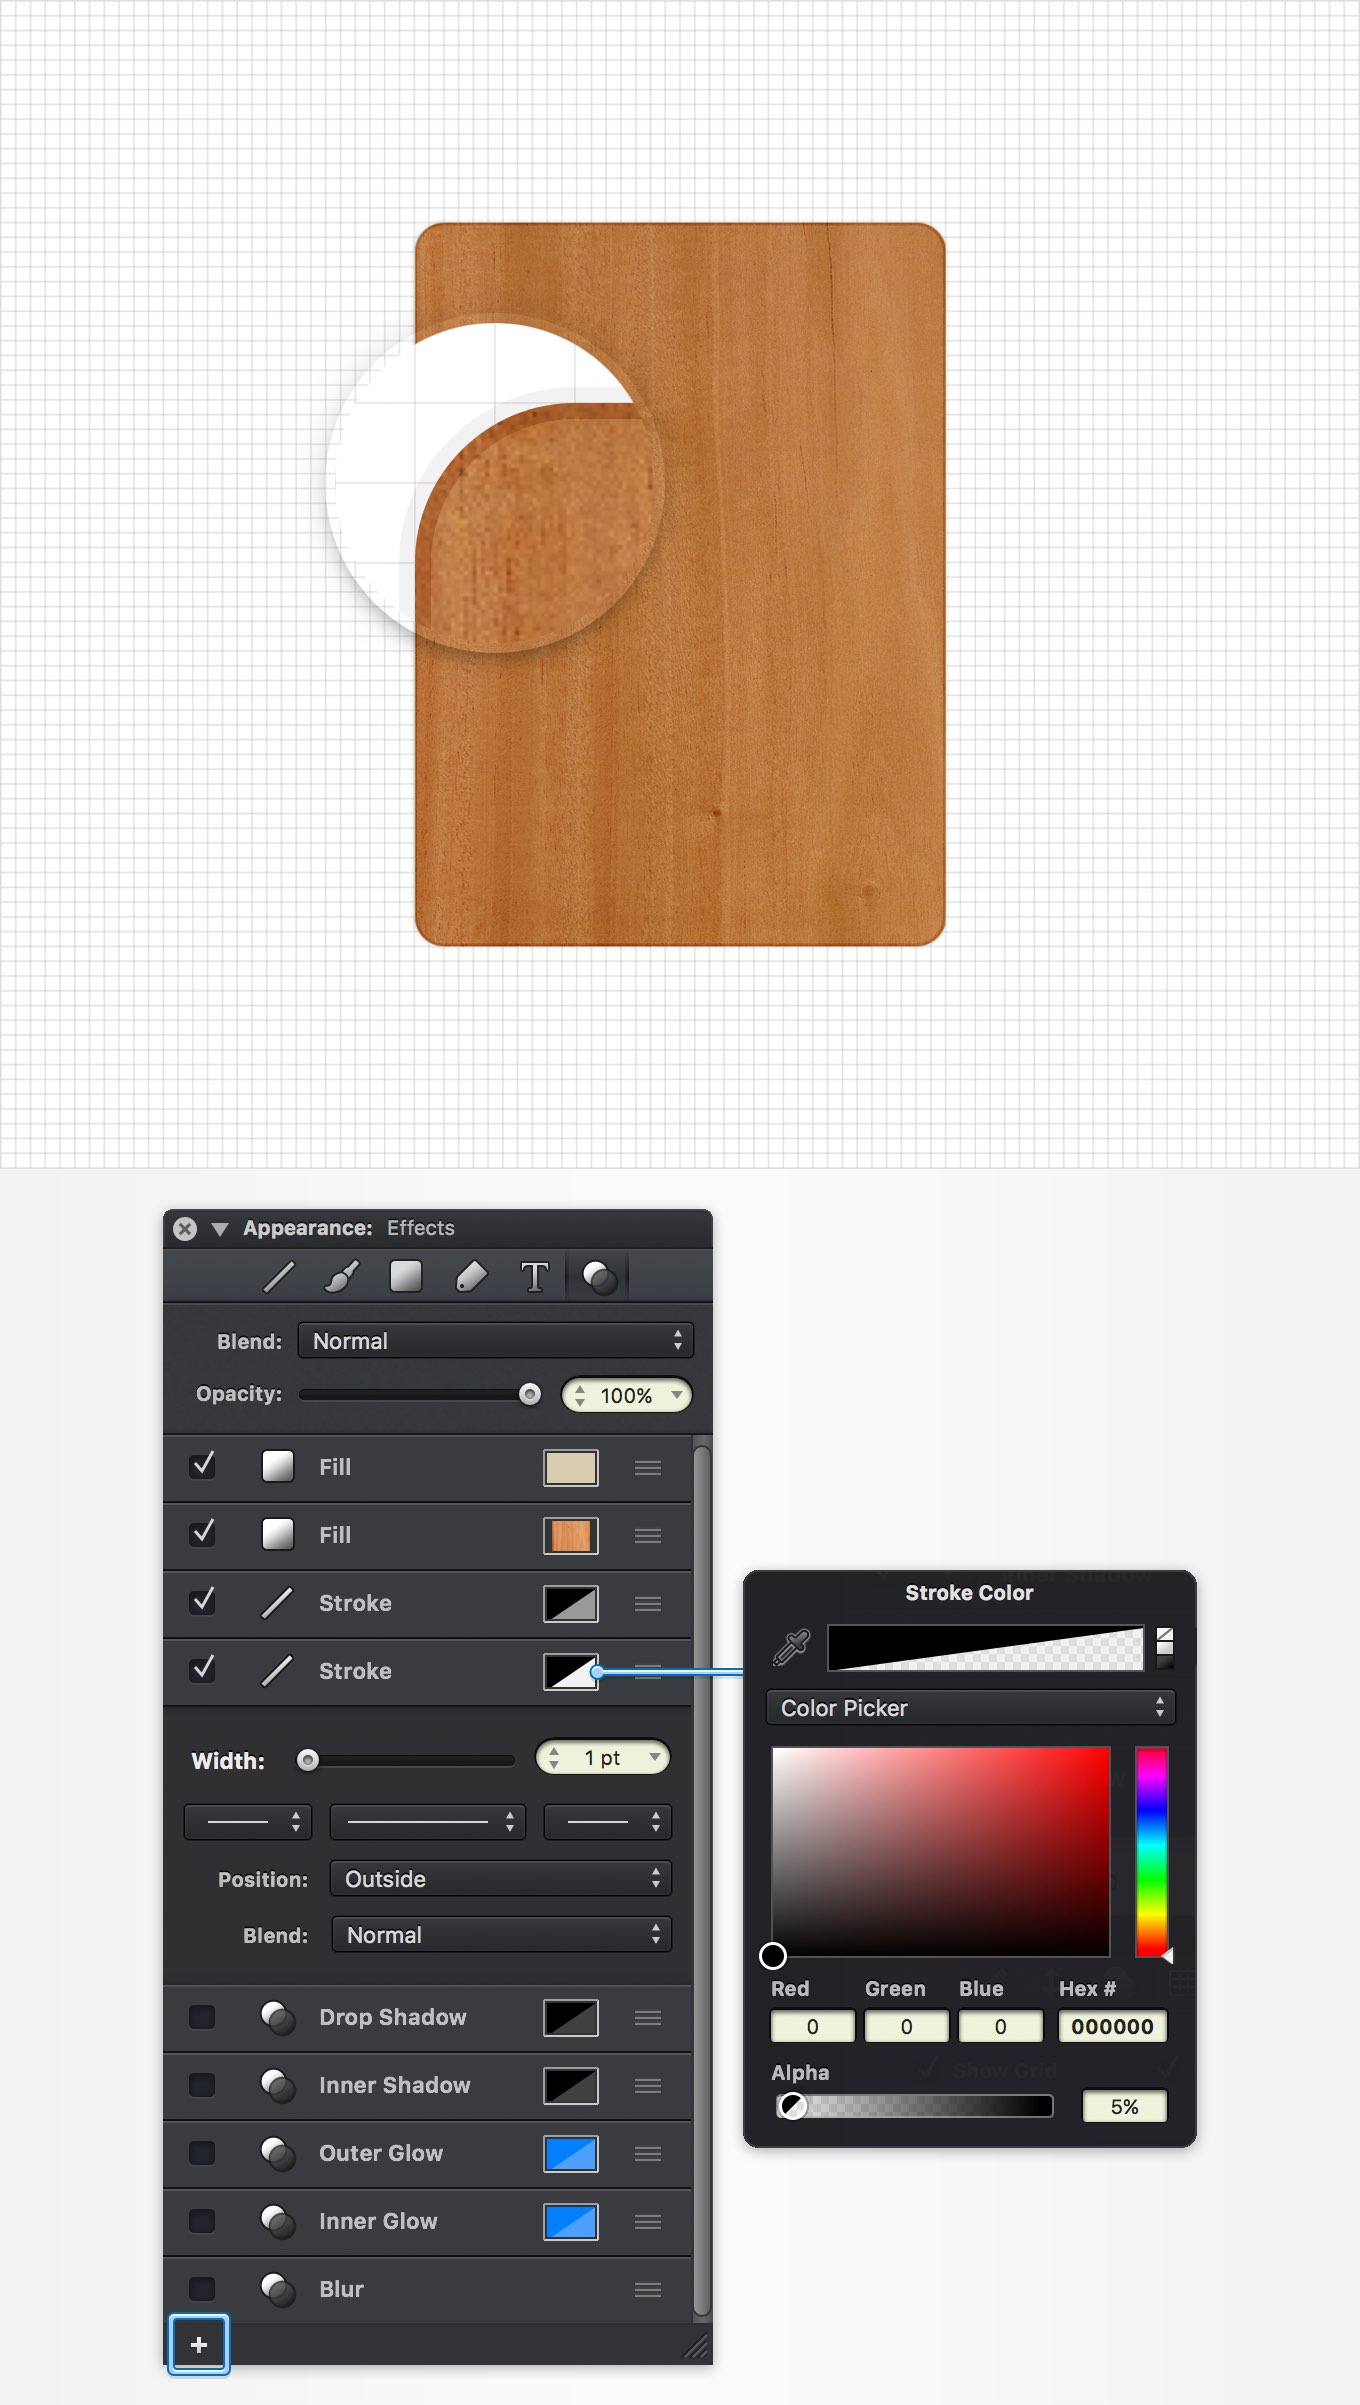 Appearance: Effects
T
Blend: Normal
Opacity: 100%
Fill
Fill
Stroke
Stroke
Width: 1 pt
Position: Outside
Blend: Normal
Drop Shadow
Inner Shadow
Outer Glow
Inner Glow
Blur
+
Stroke Color
Color Picker
Red Green Blue Hex #
0 0 0 000000
Show Grid
Alpha
5%